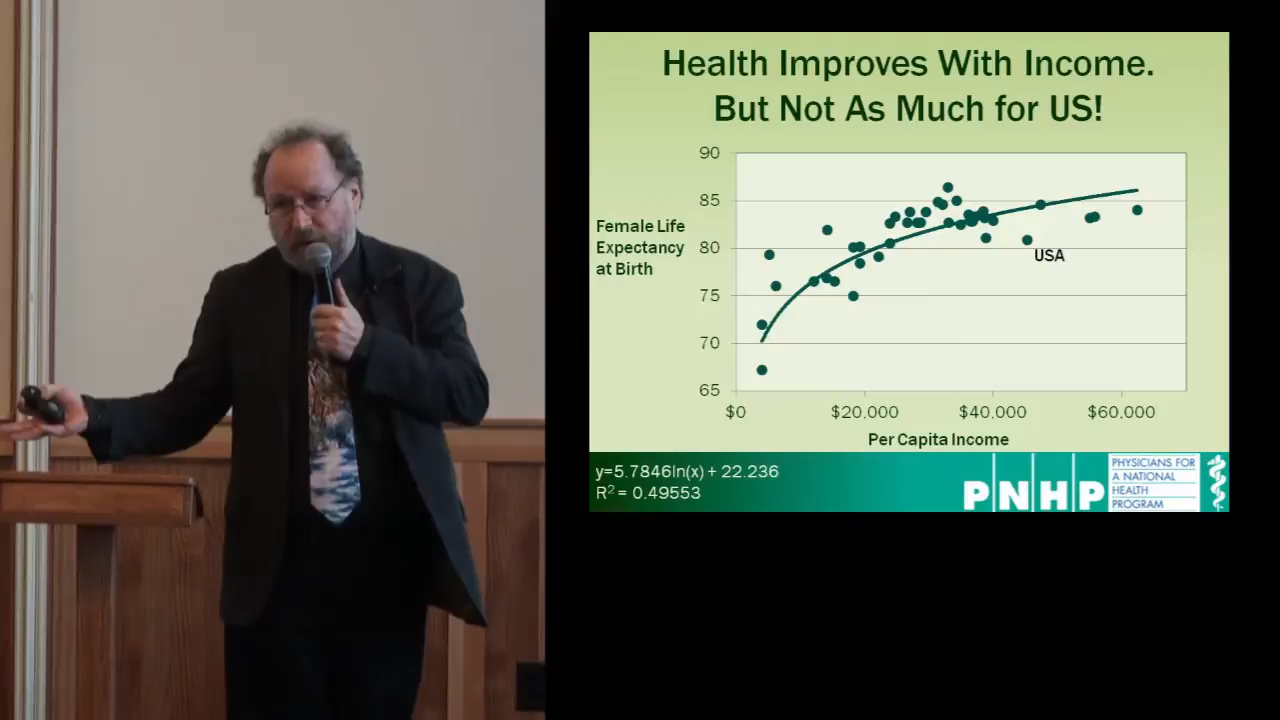 Health Improves With Income.
But Not As Much for US!
90
Female Life
Expectancy
at Birth
85
80
75
70
65
USA
$0
$20,000
$40,000
$60,000
Per Capita Income
y=5.7846ln(x) + 22.236
R² = 0.49553
PNHP
PHYSICIANS FOR
A NATIONAL
HEALTH
PROGRAM